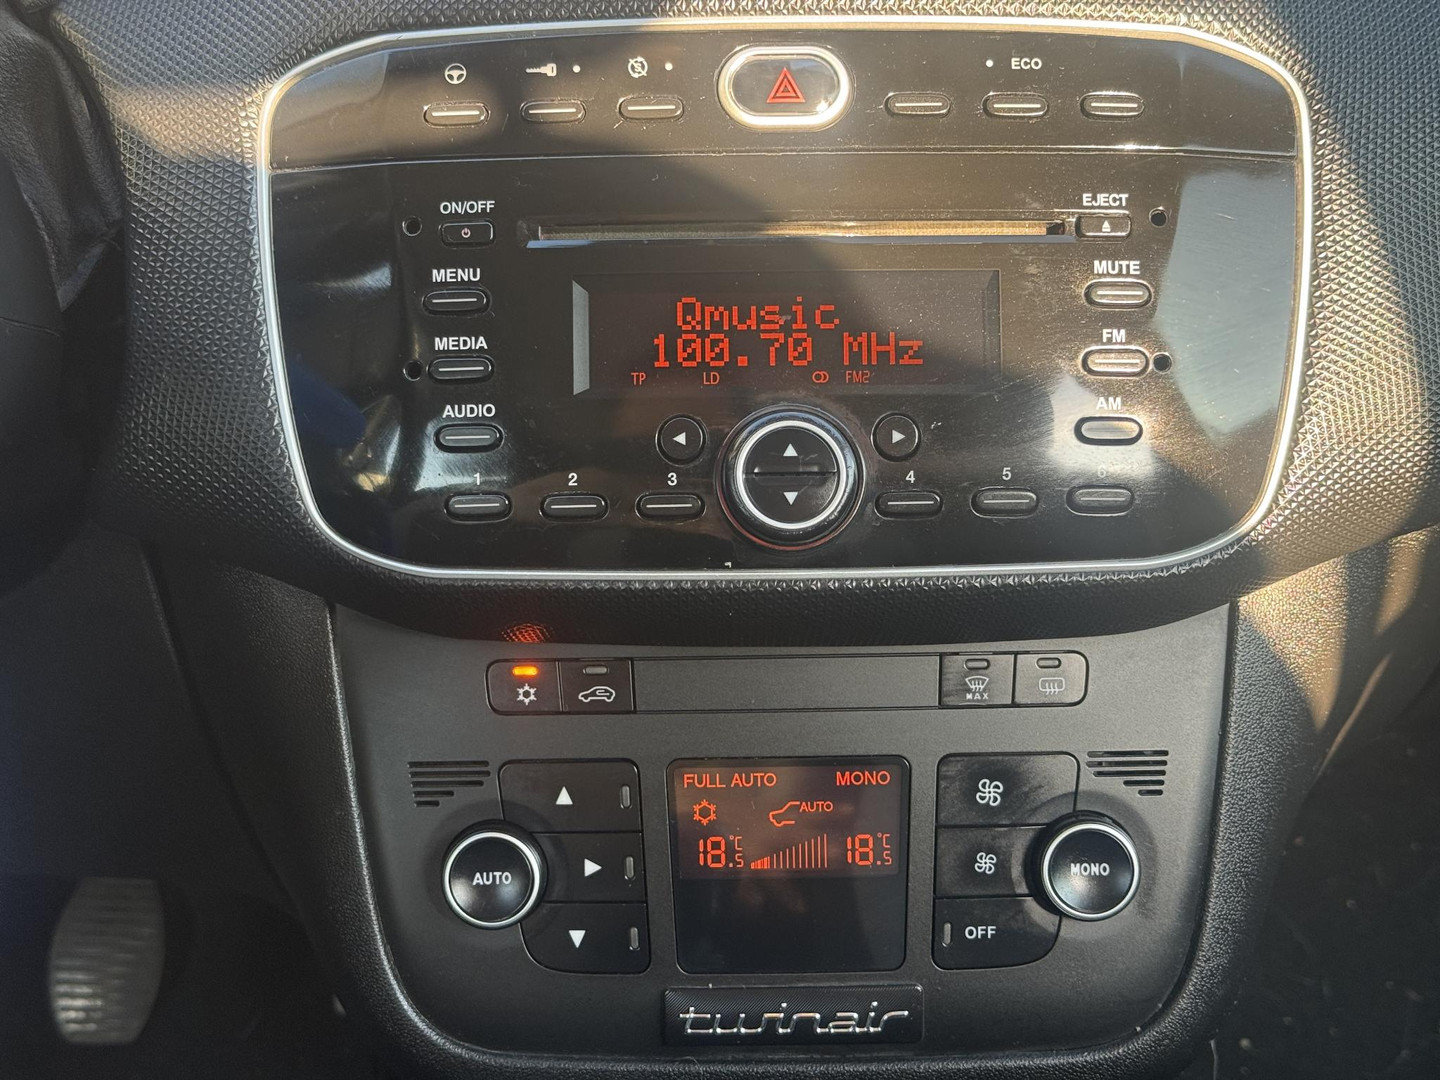 ECO
ON/OFF
EJECT
MENU
MUTE
MEDIA
FM
AUDIO
AM
Qmusic
100.70 MHz
TP LD FM2
1 2 3 4 5 6
MAX
FULL AUTO MONO
AUTO
18.5°C 18.5°C
AUTO
MONO
OFF
twinair